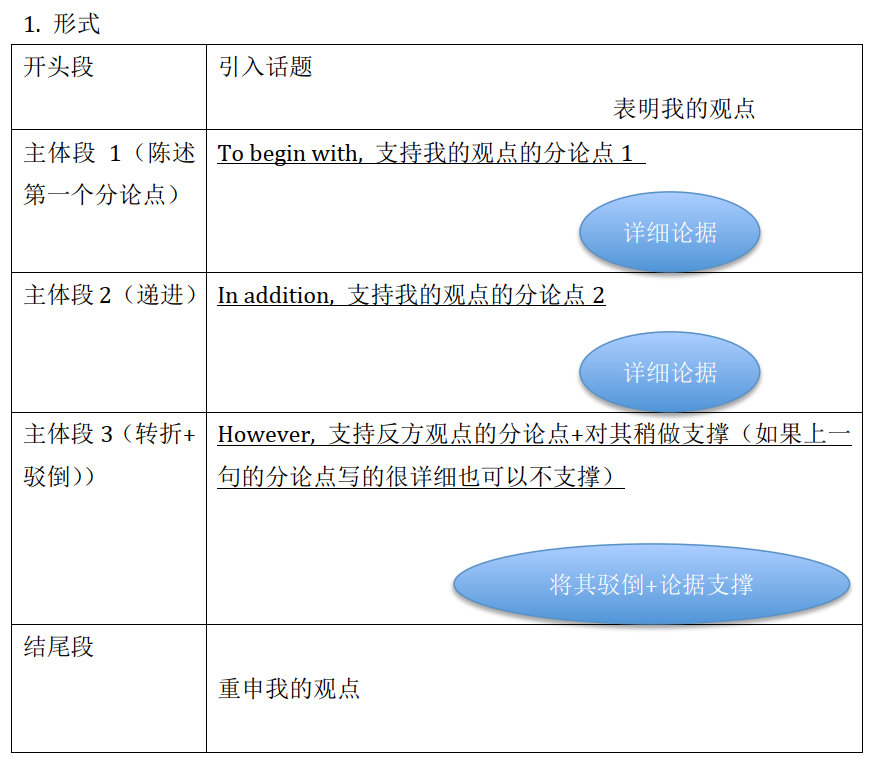 1. 形式
开头段
引入话题
表明我的观点
主体段 1（陈述
第一个分论点）
To begin with, 支持我的观点的分论点 1
详细论据
主体段 2（递进）
In addition, 支持我的观点的分论点 2
详细论据
主体段 3（转折+
驳倒)）
However, 支持反方观点的分论点+对其稍做支撑（如果上一
句的分论点写的很详细也可以不支撑）
将其驳倒+论据支撑
结尾段
重申我的观点